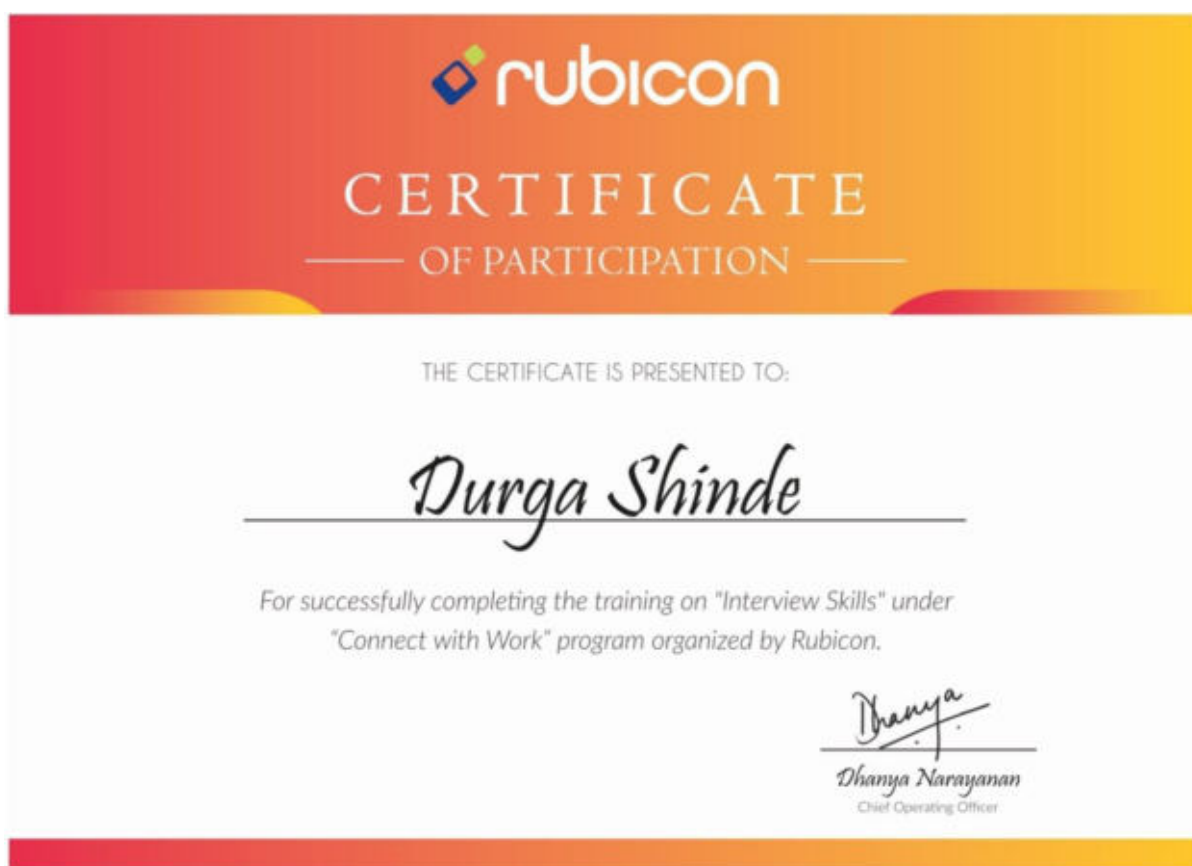 rubicon
CERTIFICATE
OF PARTICIPATION
THE CERTIFICATE IS PRESENTED TO:
Durga Shinde
For successfully completing the training on "Interview Skills" under
"Connect with Work" program organized by Rubicon.
Dhanya
Dhanya Narayanan
Chief Operating Officer